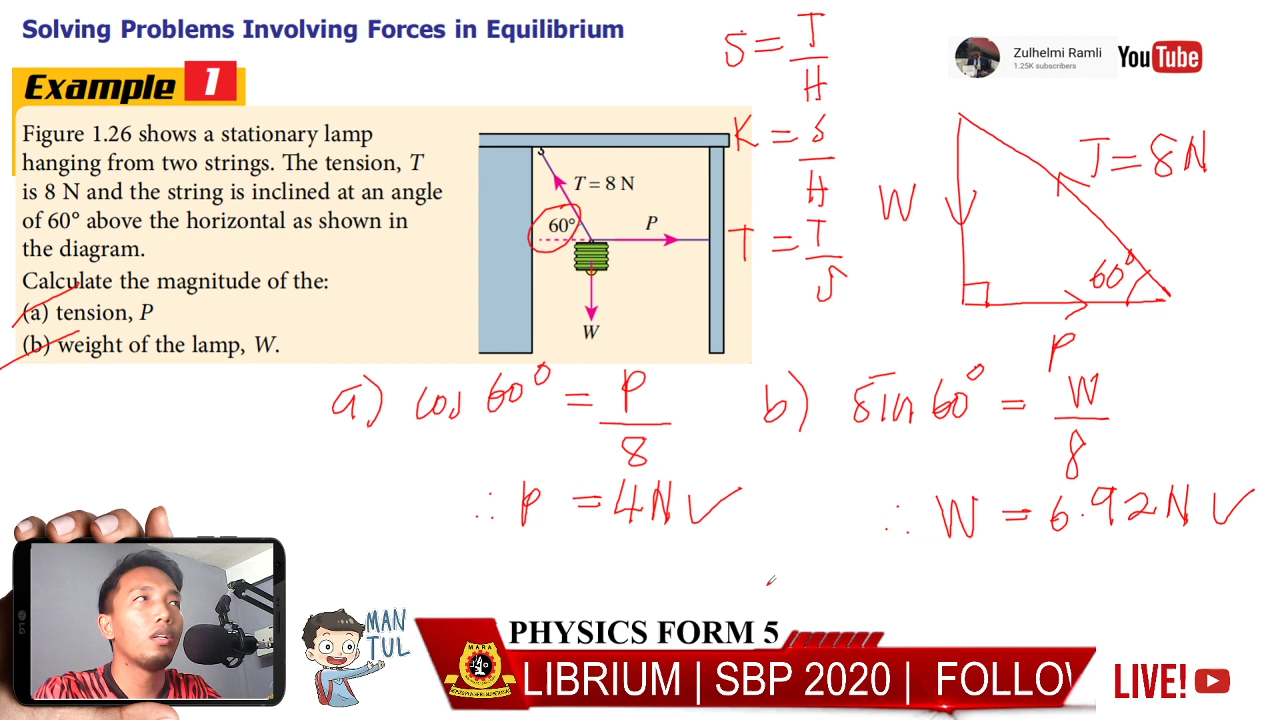 Solving Problems Involving Forces in Equilibrium
Zulhelmi Ramli
1.25K subscribers
YouTube
Example 1
Figure 1.26 shows a stationary lamp
hanging from two strings. The tension, T
is 8 N and the string is inclined at an angle
of 60° above the horizontal as shown in
the diagram.
Calculate the magnitude of the:
(a) tension, P
(b) weight of the lamp, W.
T = 8 N
60°
P
W
S = T/H
K = S/H
T = T/S
W
T = 8N
60°
P
a) cos 60° = P/8
∴ P = 4N ✓
b) sin 60° = W/8
∴ W = 6.92N ✓
LG
MAN
TUL
MARA
PHYSICS FORM 5
LIBRIUM | SBP 2020 | FOLLOW
LIVE!